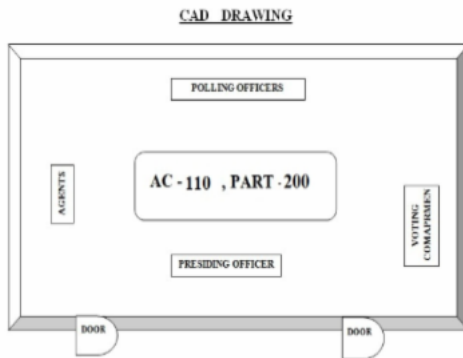 CAD DRAWING
POLLING OFFICERS
AGENTS
AC - 110 , PART - 200
VOTING
COMAPRMEN
PRESIDING OFFICER
DOOR
DOOR